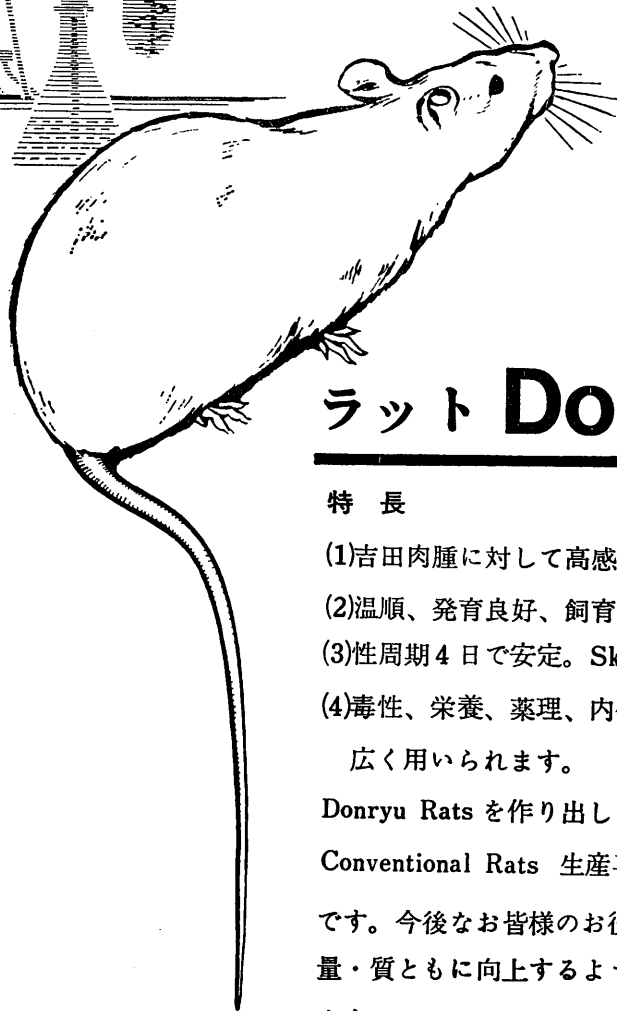 ラット Do
特 長
(1)吉田肉腫に対して高感
(2)温順、発育良好、飼育
(3)性周期4日で安定。Sk
(4)毒性、栄養、薬理、内
広く用いられます。
Donryu Rats を作り出し
Conventional Rats 生産
です。今後なお皆様のお役
量・質ともに向上するよ